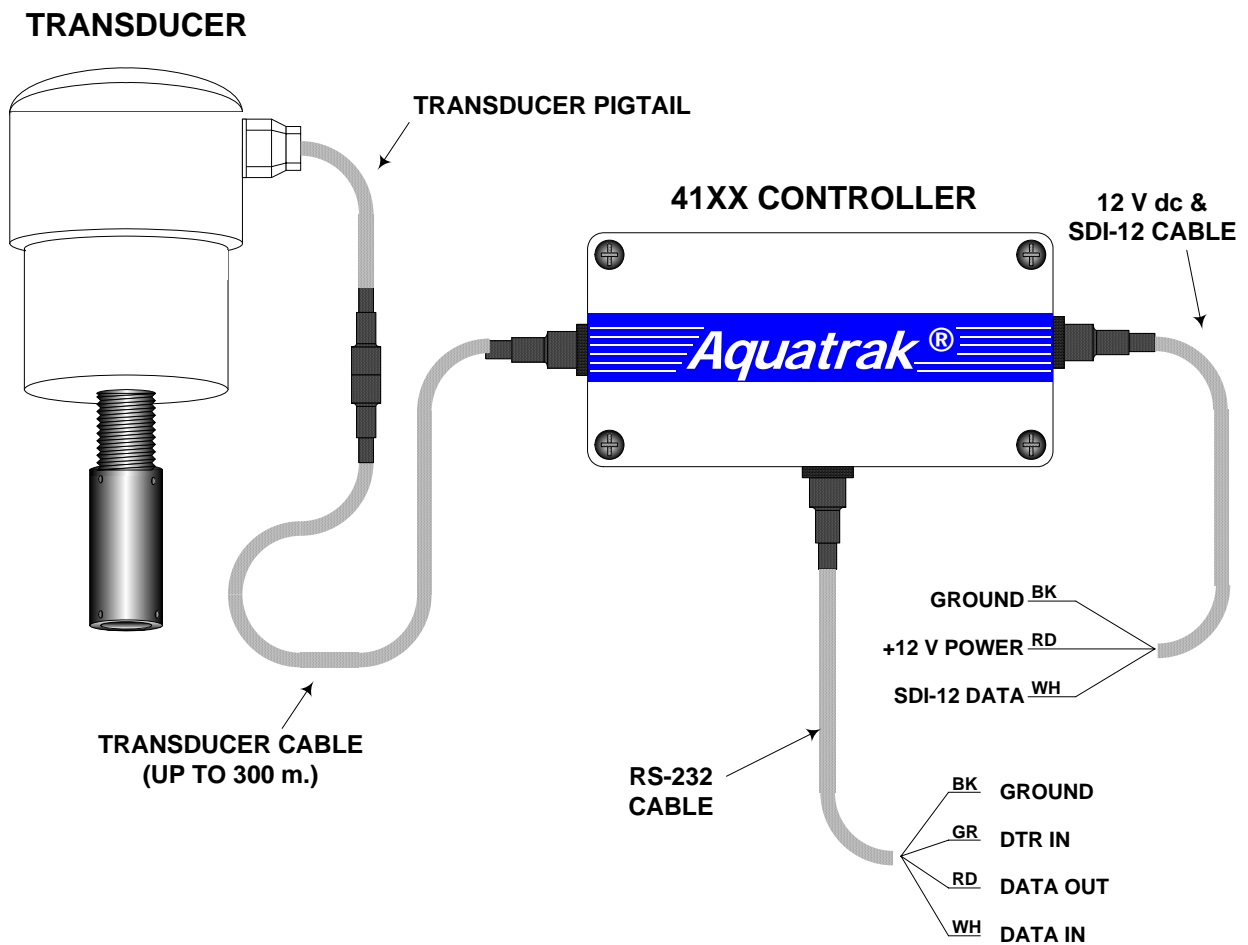 TRANSDUCER
TRANSDUCER PIGTAIL
41XX CONTROLLER
12 V dc &
SDI-12 CABLE
Aquatrak ®
GROUND BK
+12 V POWER RD
SDI-12 DATA WH
TRANSDUCER CABLE
(UP TO 300 m.)
RS-232
CABLE
BK GROUND
GR DTR IN
RD DATA OUT
WH DATA IN